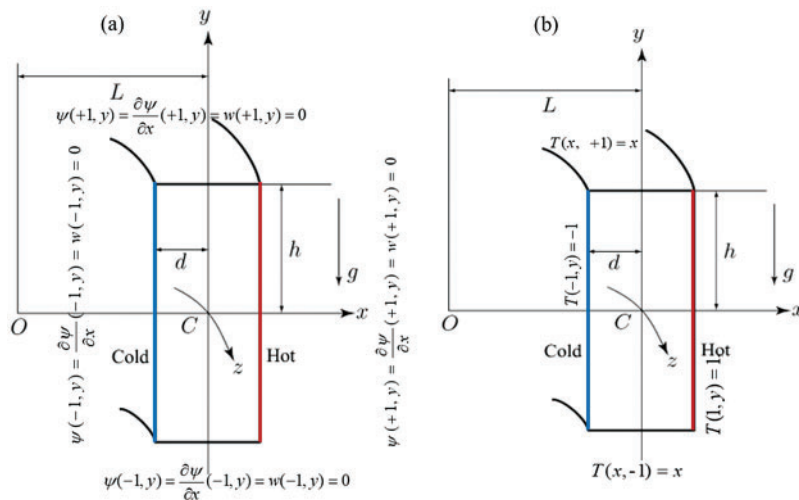 (a)
y
L
ψ(+1, y) = ∂ψ/∂x (+1, y) = w(+1, y) = 0
ψ(-1, y) = ∂ψ/∂x (-1, y) = w(-1, y) = 0
d
h
g
O
C
x
z
Cold
Hot
ψ(+1, y) = ∂ψ/∂x (+1, y) = w(+1, y) = 0
ψ(-1, y) = ∂ψ/∂x (-1, y) = w(-1, y) = 0
(b)
y
L
T(x, +1) = x
T(-1, y) = -1
d
h
g
O
C
x
z
Cold
Hot
T(1, y) = 1
T(x,-1) = x